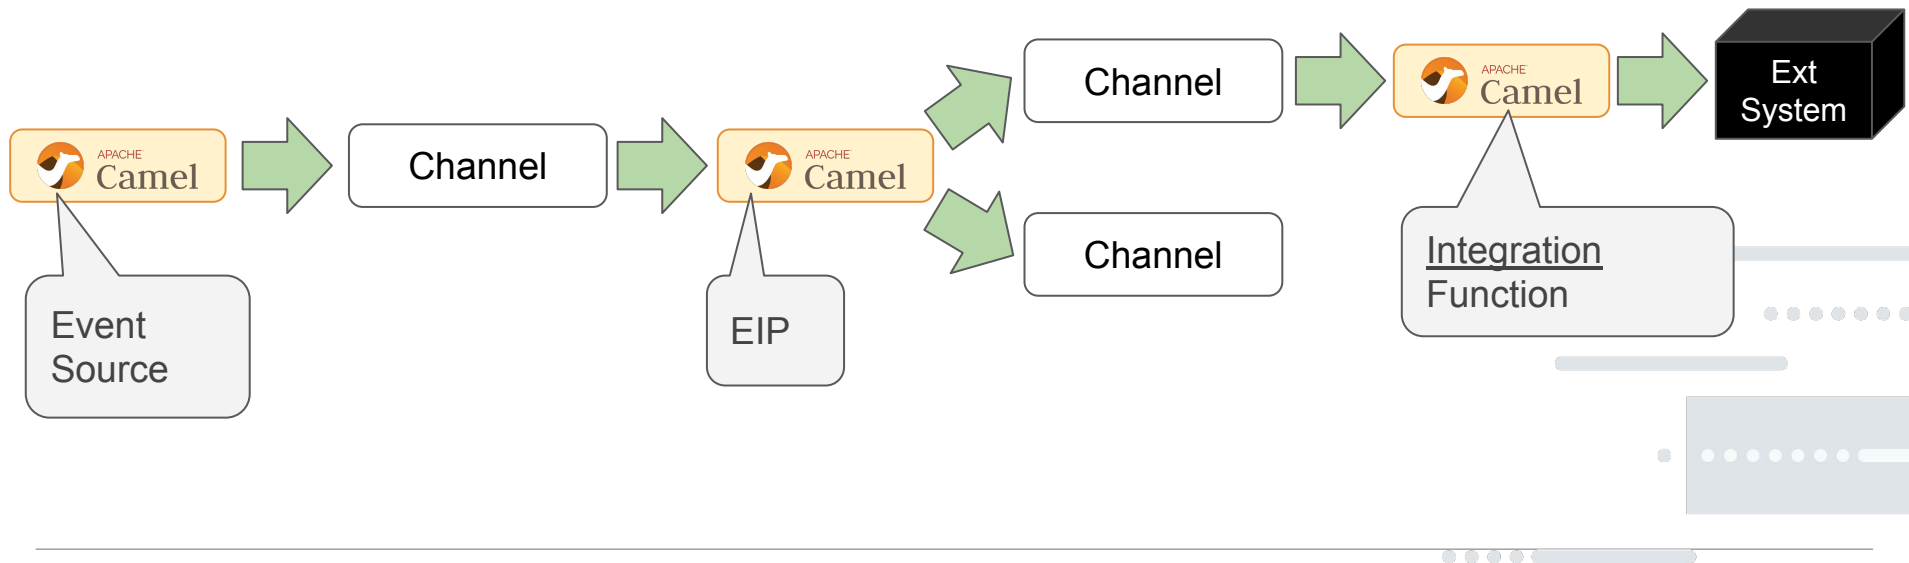 APACHE
Camel
Channel
APACHE
Camel
Channel
Channel
APACHE
Camel
Ext
System
Event
Source
EIP
Integration
Function